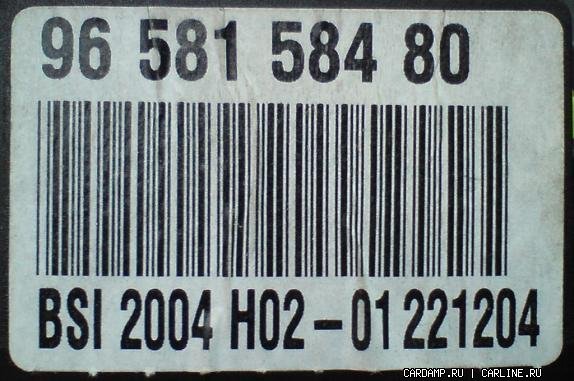 96 581 584 80
BSI 2004 H02-01 221204
CARDAMP.RU | CARLINE.RU